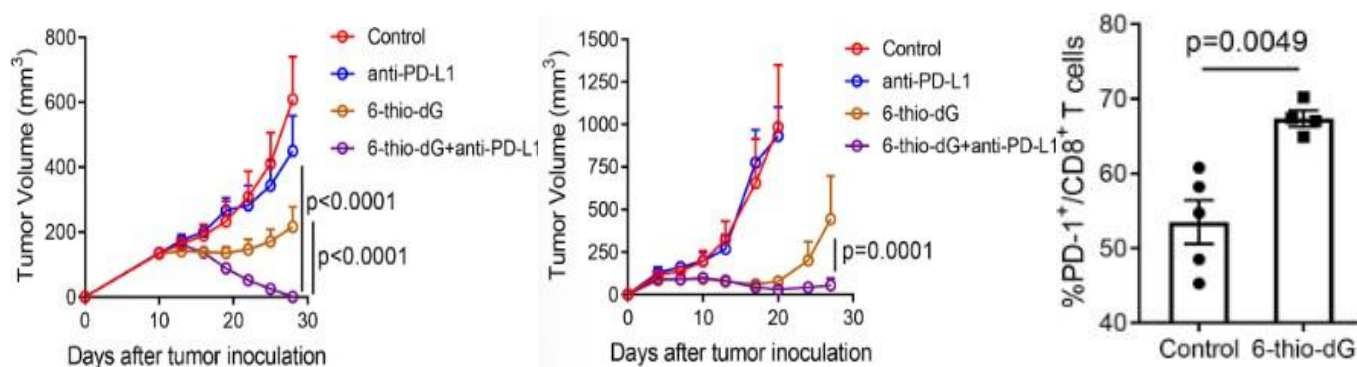 Tumor Volume (mm³)
800
600
400
200
0
0 10 20 30
Days after tumor inoculation
Control
anti-PD-L1
6-thio-dG
6-thio-dG+anti-PD-L1
p<0.0001
p<0.0001
Tumor Volume (mm³)
1500
1250
1000
750
500
250
0
0 10 20 30
Days after tumor inoculation
Control
anti-PD-L1
6-thio-dG
6-thio-dG+anti-PD-L1
p=0.0001
%PD-1⁺/CD8⁺ T cells
80
70
60
50
40
p=0.0049
Control 6-thio-dG